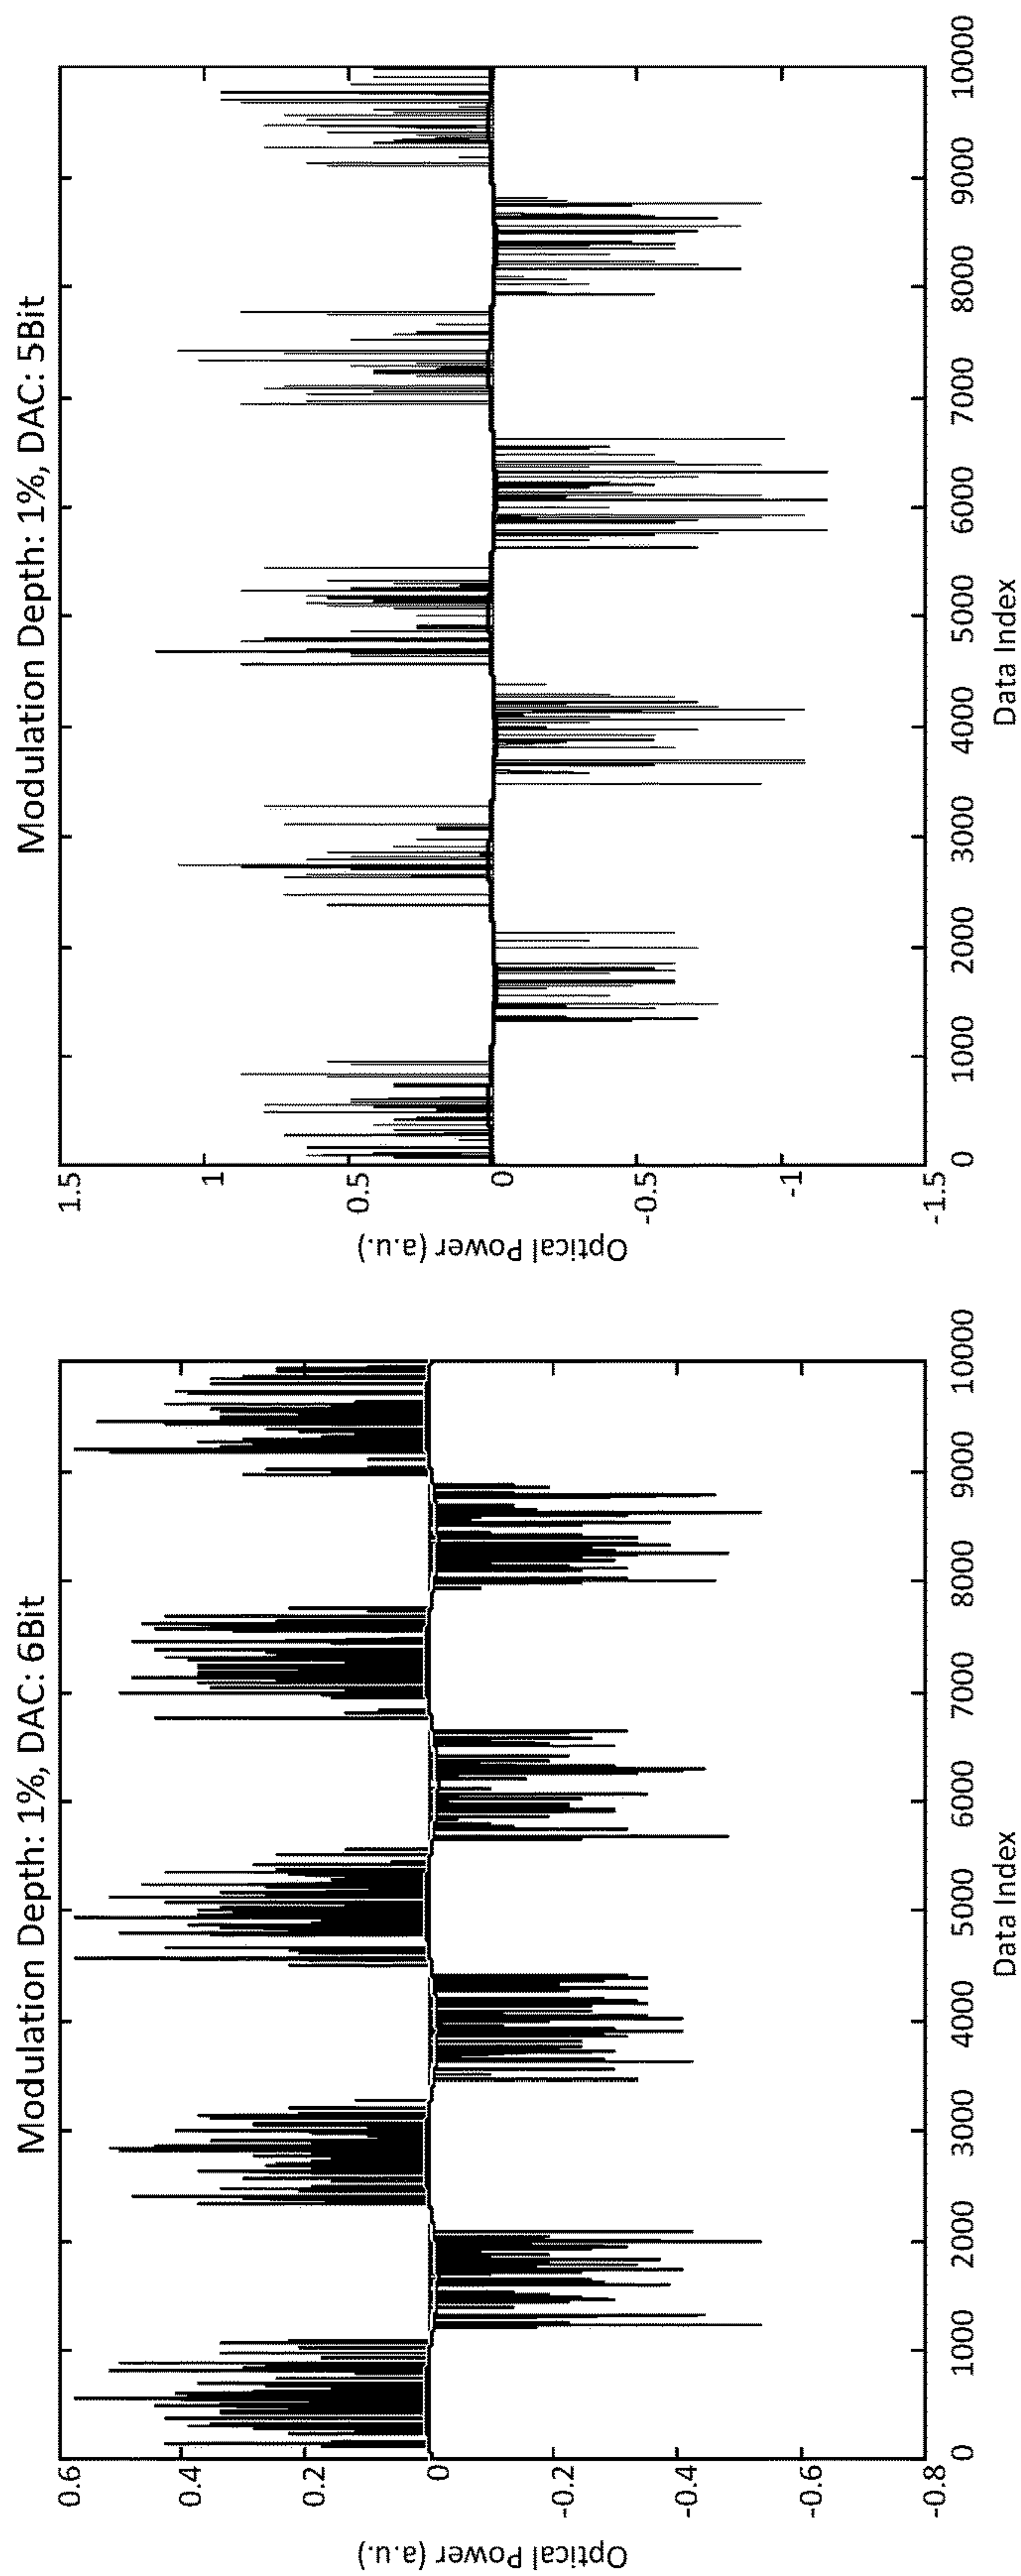 Modulation Depth: 1%, DAC: 6Bit
Optical Power (a.u.)
0.6
0.4
0.2
0
-0.2
-0.4
-0.6
-0.8
0 1000 2000 3000 4000 5000 6000 7000 8000 9000 10000
Data Index
Modulation Depth: 1%, DAC: 5Bit
Optical Power (a.u.)
1.5
1
0.5
0
-0.5
-1
-1.5
0 1000 2000 3000 4000 5000 6000 7000 8000 9000 10000
Data Index